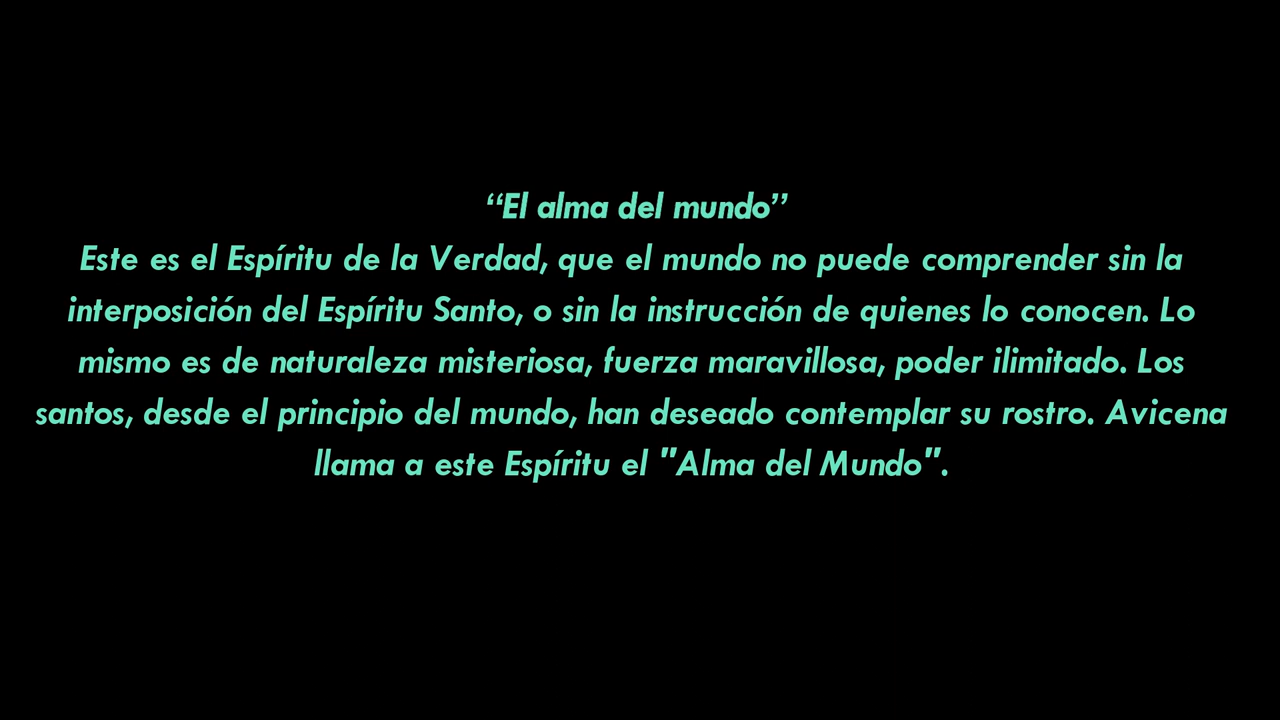 “El alma del mundo”
Este es el Espíritu de la Verdad, que el mundo no puede comprender sin la
interposición del Espíritu Santo, o sin la instrucción de quienes lo conocen. Lo
mismo es de naturaleza misteriosa, fuerza maravillosa, poder ilimitado. Los
santos, desde el principio del mundo, han deseado contemplar su rostro. Avicena
llama a este Espíritu el "Alma del Mundo".